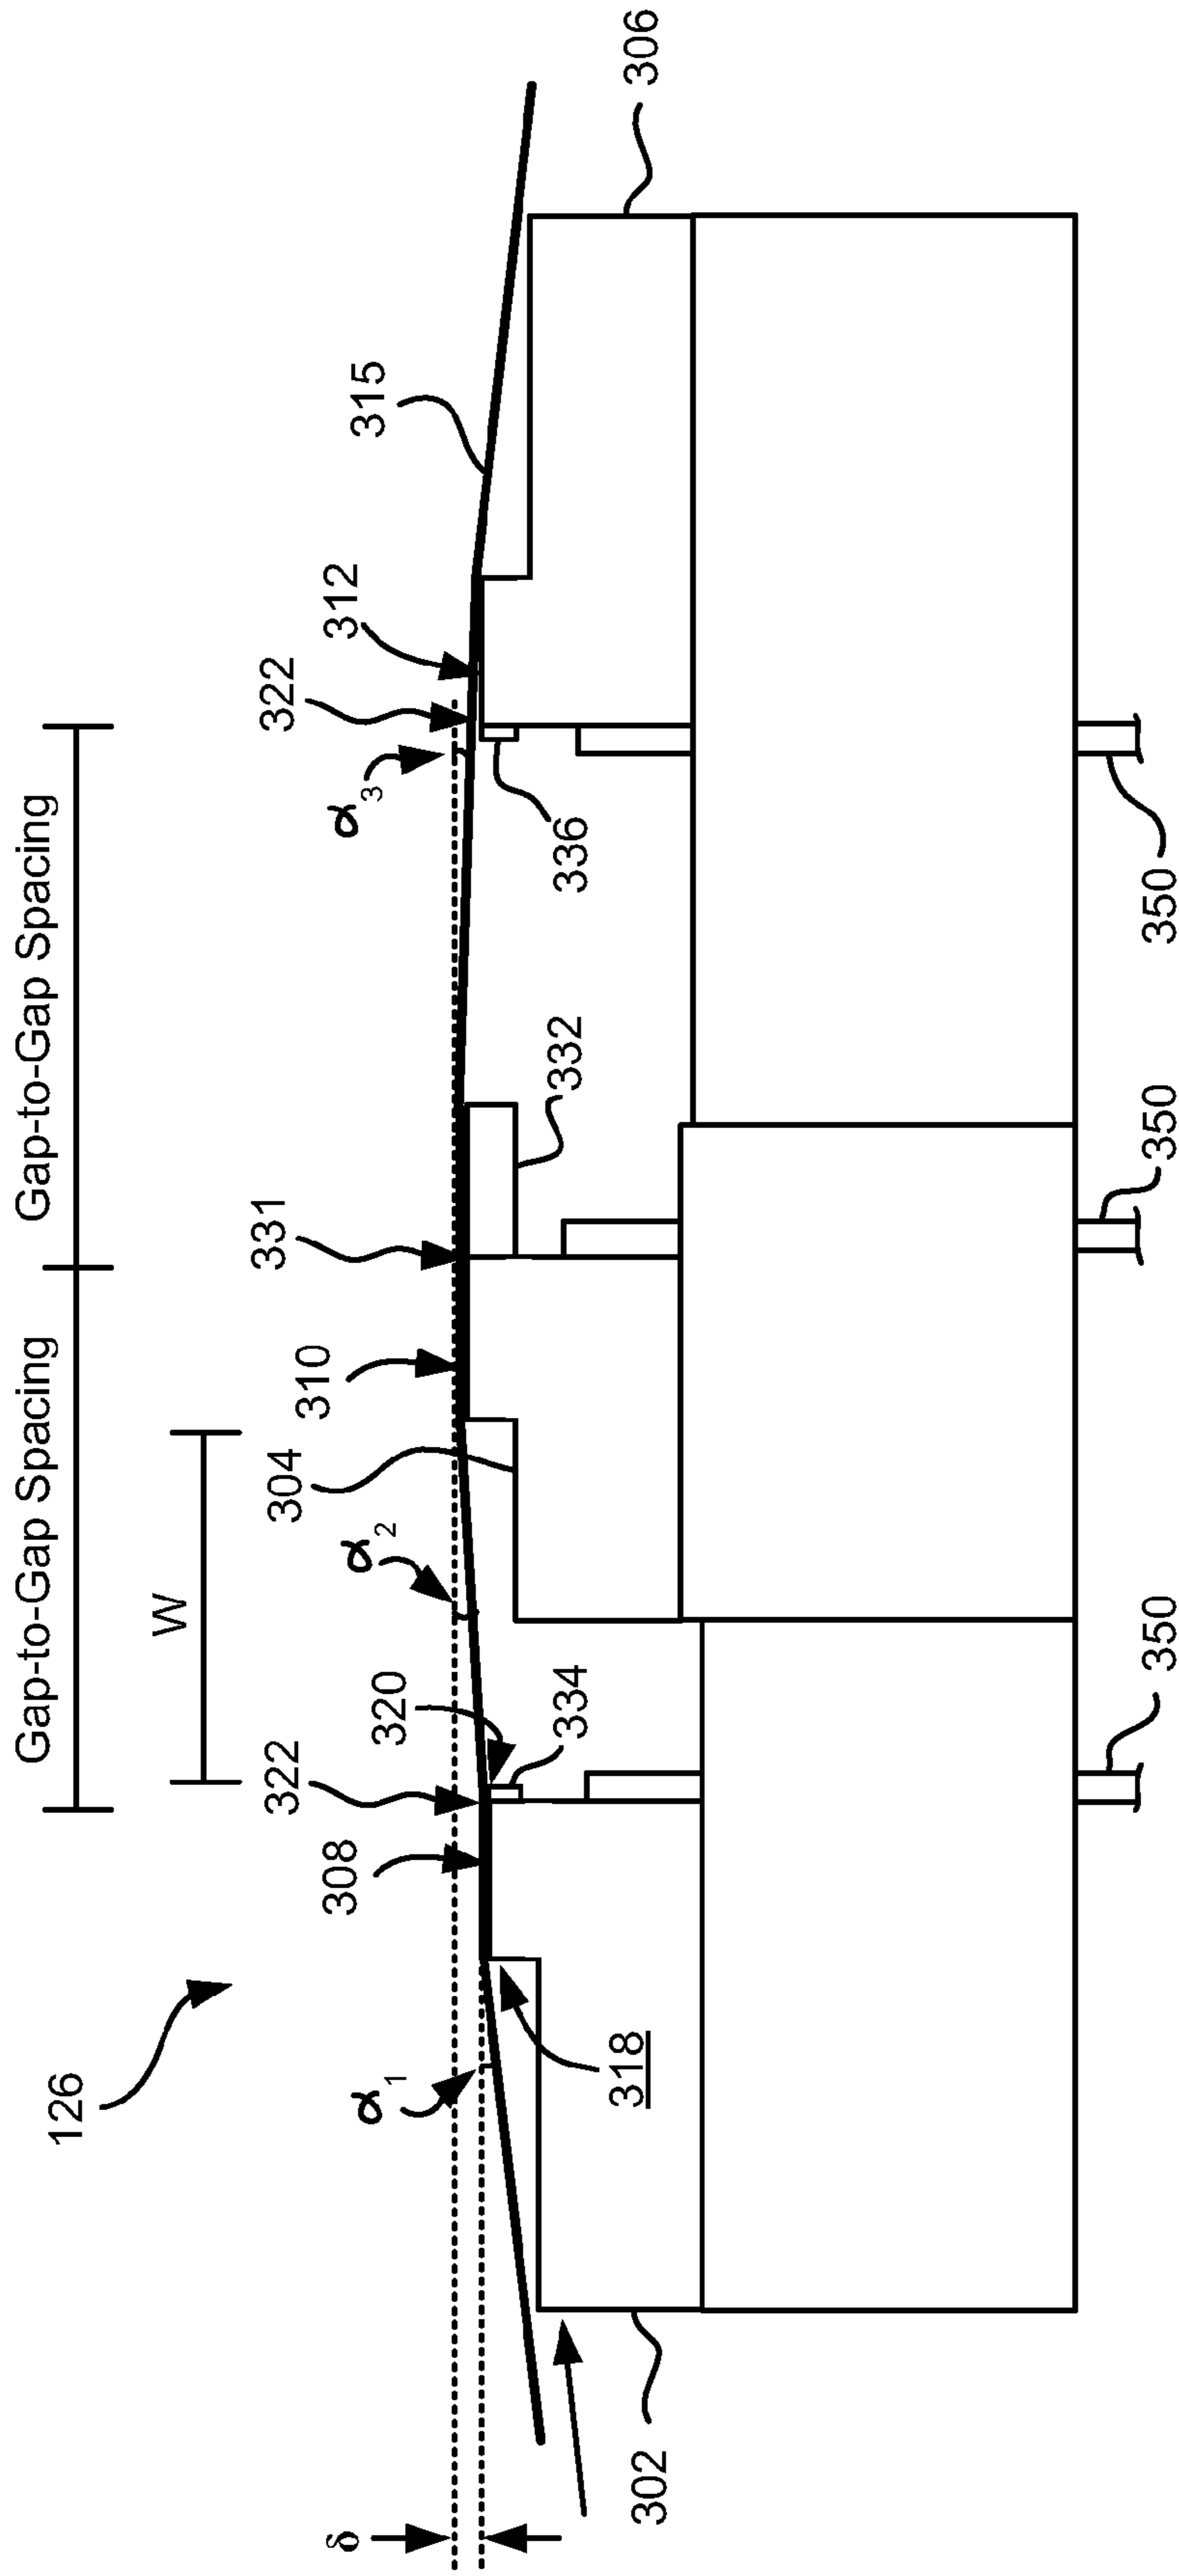 126
Gap-to-Gap Spacing
Gap-to-Gap Spacing
W
δ
α1
308
322
320
334
α2
304
310
331
332
α3
322
312
336
315
306
318
302
350
350
350